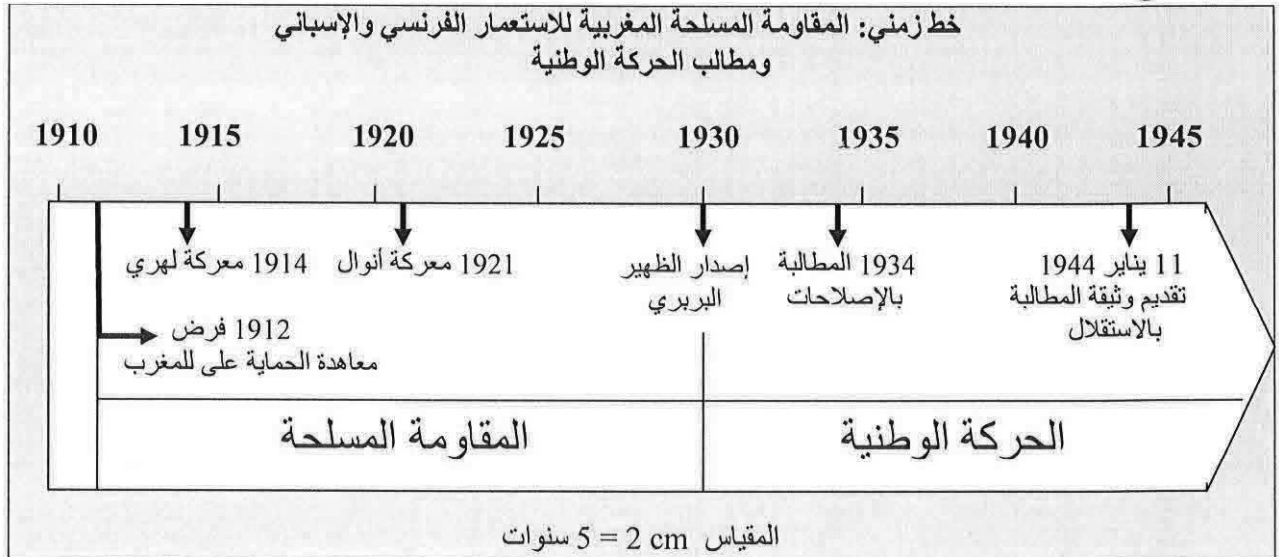 خط زمني: المقاومة المسلحة المغربية للاستعمار الفرنسي والإسباني
ومطالب الحركة الوطنية
1910 1915 1920 1925 1930 1935 1940 1945
1914 معركة لهري
1921 معركة أنوال
إصدار الظهير
البربري
1934 المطالبة
بالإصلاحات
11 يناير 1944
تقديم وثيقة المطالبة
بالاستقلال
1912 فرض
معاهدة الحماية على للمغرب
المقاومة المسلحة
الحركة الوطنية
المقياس 2 cm = 5 سنوات